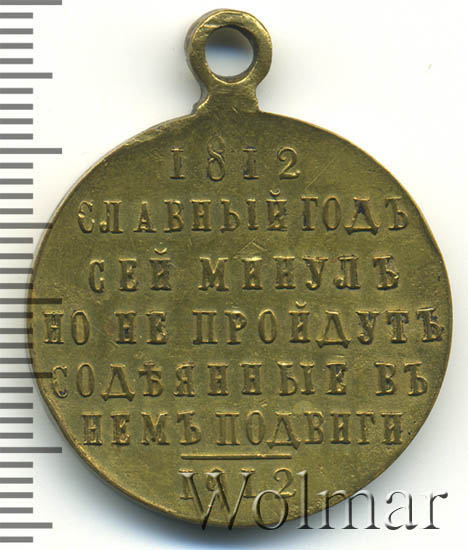 1812
СЛАВНЫЙ ГОДЪ
СЕЙ МИНУЛЪ
НО НЕ ПРОЙДУТЪ
СОДѢЯННЫЕ ВЪ
НЕМЪ ПОДВИГИ
1912
Wolmar